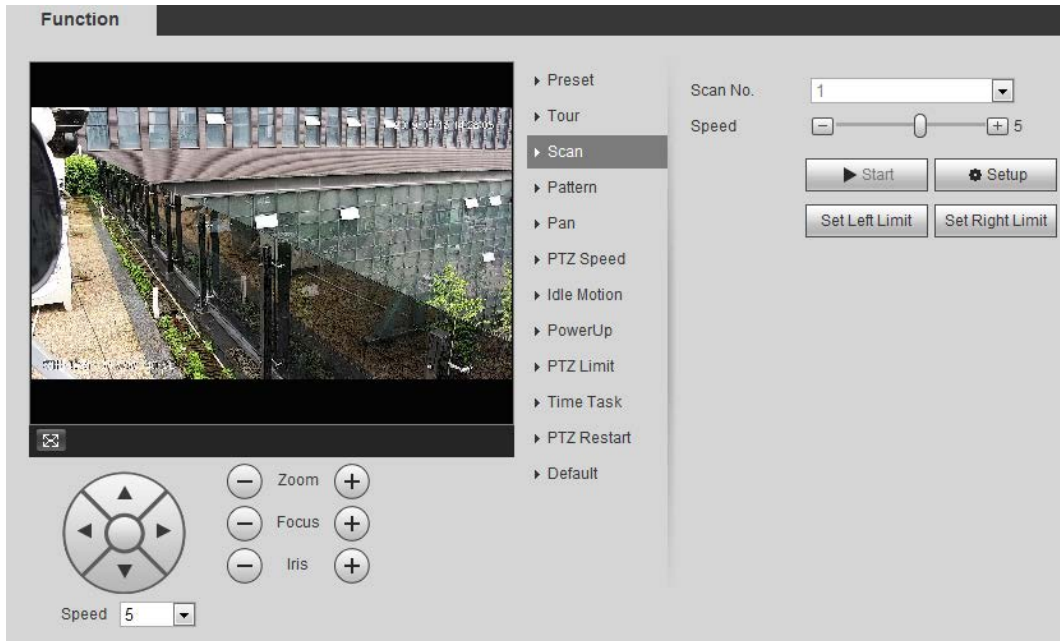 Function
Preset
Tour
Scan
Pattern
Pan
PTZ Speed
Idle Motion
PowerUp
PTZ Limit
Time Task
PTZ Restart
Default
Scan No. 1
Speed 5
Start Setup
Set Left Limit Set Right Limit
Zoom
Focus
Iris
Speed 5